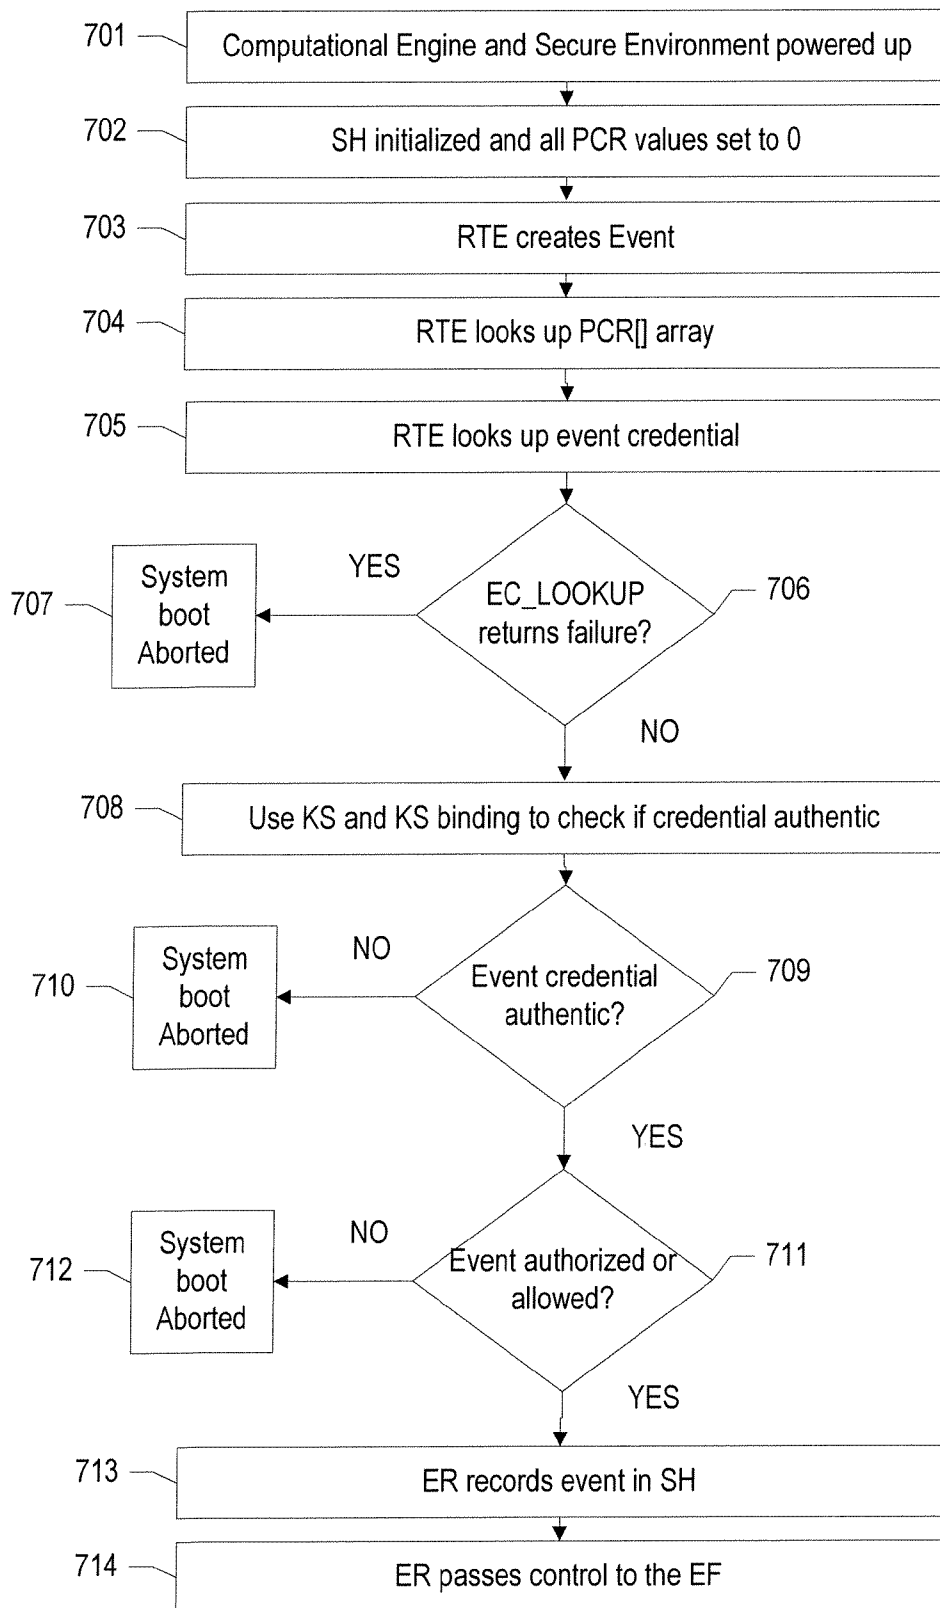 701
Computational Engine and Secure Environment powered up
702
SH initialized and all PCR values set to 0
703
RTE creates Event
704
RTE looks up PCR[] array
705
RTE looks up event credential
YES
System
boot
Aborted
707
EC_LOOKUP
returns failure?
706
NO
708
Use KS and KS binding to check if credential authentic
NO
System
boot
Aborted
710
Event credential
authentic?
709
YES
NO
System
boot
Aborted
712
Event authorized or
allowed?
711
YES
713
ER records event in SH
714
ER passes control to the EF